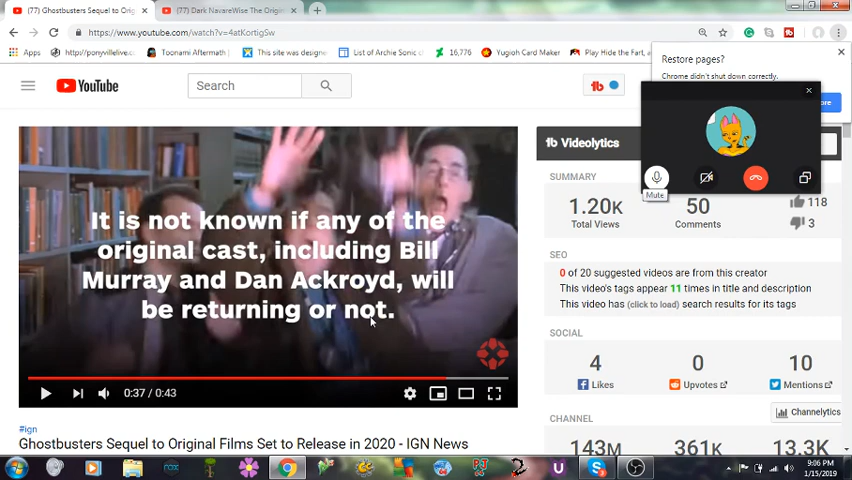 (77) Ghostbusters Sequel to Orig
(77) Dark NavareWise The Origin
https://www.youtube.com/watch?v=4atKortigSw
Apps
http://ponyvillelive.c
Toonami Aftermath
This site was designe
List of Archie Sonic c
16,776
Yugioh Card Maker
Play Hide the Fart, a
Restore pages?
Chrome didn't shut down correctly.
ore
YouTube
Search
Mute
It is not known if any of the
original cast, including Bill
Murray and Dan Ackroyd, will
be returning or not.
0:37 / 0:43
#ign
Ghostbusters Sequel to Original Films Set to Release in 2020 - IGN News
Videolytics
SUMMARY
1.20K
Total Views
50
Comments
118
3
SEO
0 of 20 suggested videos are from this creator
This video's tags appear 11 times in title and description
This video has (click to load) search results for its tags
SOCIAL
4
Likes
0
Upvotes
10
Mentions
CHANNEL
Channelytics
143M
361K
13.3K
9:06 PM
1/15/2019